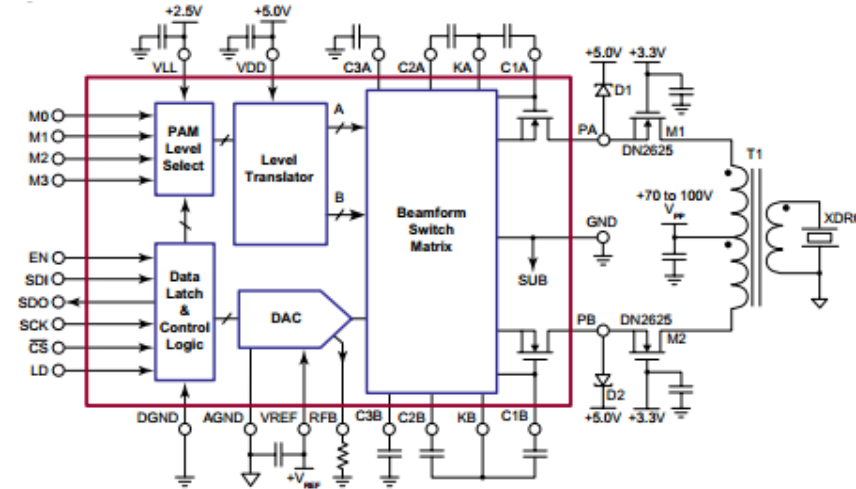 +2.5V
+5.0V
VLL
VDD
C3A
C2A
KA
C1A
+5.0V
+3.3V
D1
M0
M1
M2
M3
PAM
Level
Select
Level
Translator
A
B
Beamform
Switch
Matrix
PA
M1
DN2625
T1
+70 to 100V
VPP
GND
SUB
EN
SDI
SDO
SCK
CS
LD
Data
Latch
&
Control
Logic
DAC
PB
DN2625
M2
D2
+5.0V
+3.3V
DGND
AGND
VREF
RFB
C3B
C2B
KB
C1B
+VREF